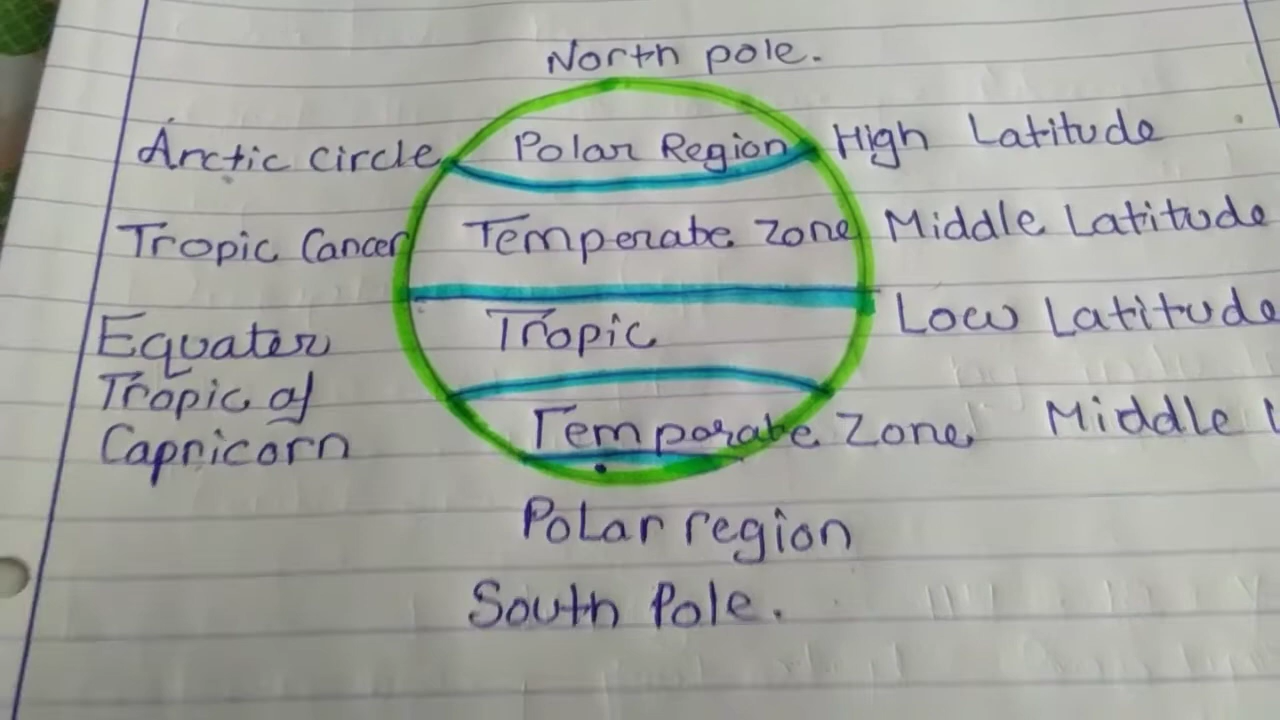 North pole.
Arctic circle Polar Region High Latitude
Tropic Cancer Temperate zone Middle Latitude
Equater Tropic Low Latitude
Tropic of
Capricorn Temparate Zone Middle L
Polar region
South Pole.